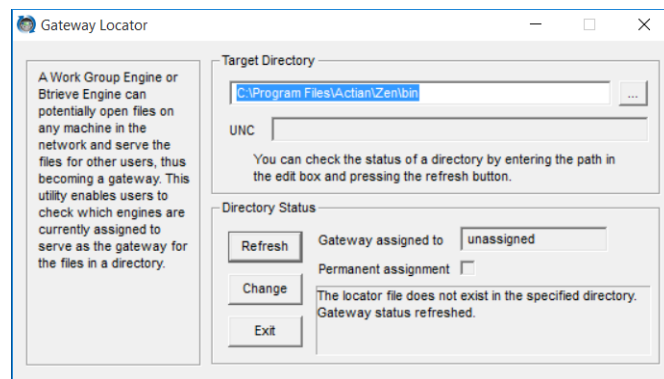 Gateway Locator
A Work Group Engine or
Btrieve Engine can
potentially open files on
any machine in the
network and serve the
files for other users, thus
becoming a gateway. This
utility enables users to
check which engines are
currently assigned to
serve as the gateway for
the files in a directory.
Target Directory
C:\Program Files\Actian\Zen\bin
...
UNC
You can check the status of a directory by entering the path in
the edit box and pressing the refresh button.
Directory Status
Refresh
Gateway assigned to
unassigned
Permanent assignment
Change
The locator file does not exist in the specified directory.
Gateway status refreshed.
Exit